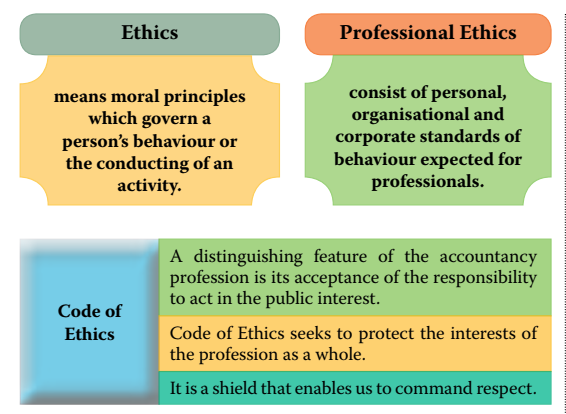 Ethics
means moral principles
which govern a
person's behaviour or
the conducting of an
activity.
Professional Ethics
consist of personal,
organisational and
corporate standards of
behaviour expected for
professionals.
Code of
Ethics
A distinguishing feature of the accountancy
profession is its acceptance of the responsibility
to act in the public interest.
Code of Ethics seeks to protect the interests of
the profession as a whole.
It is a shield that enables us to command respect.